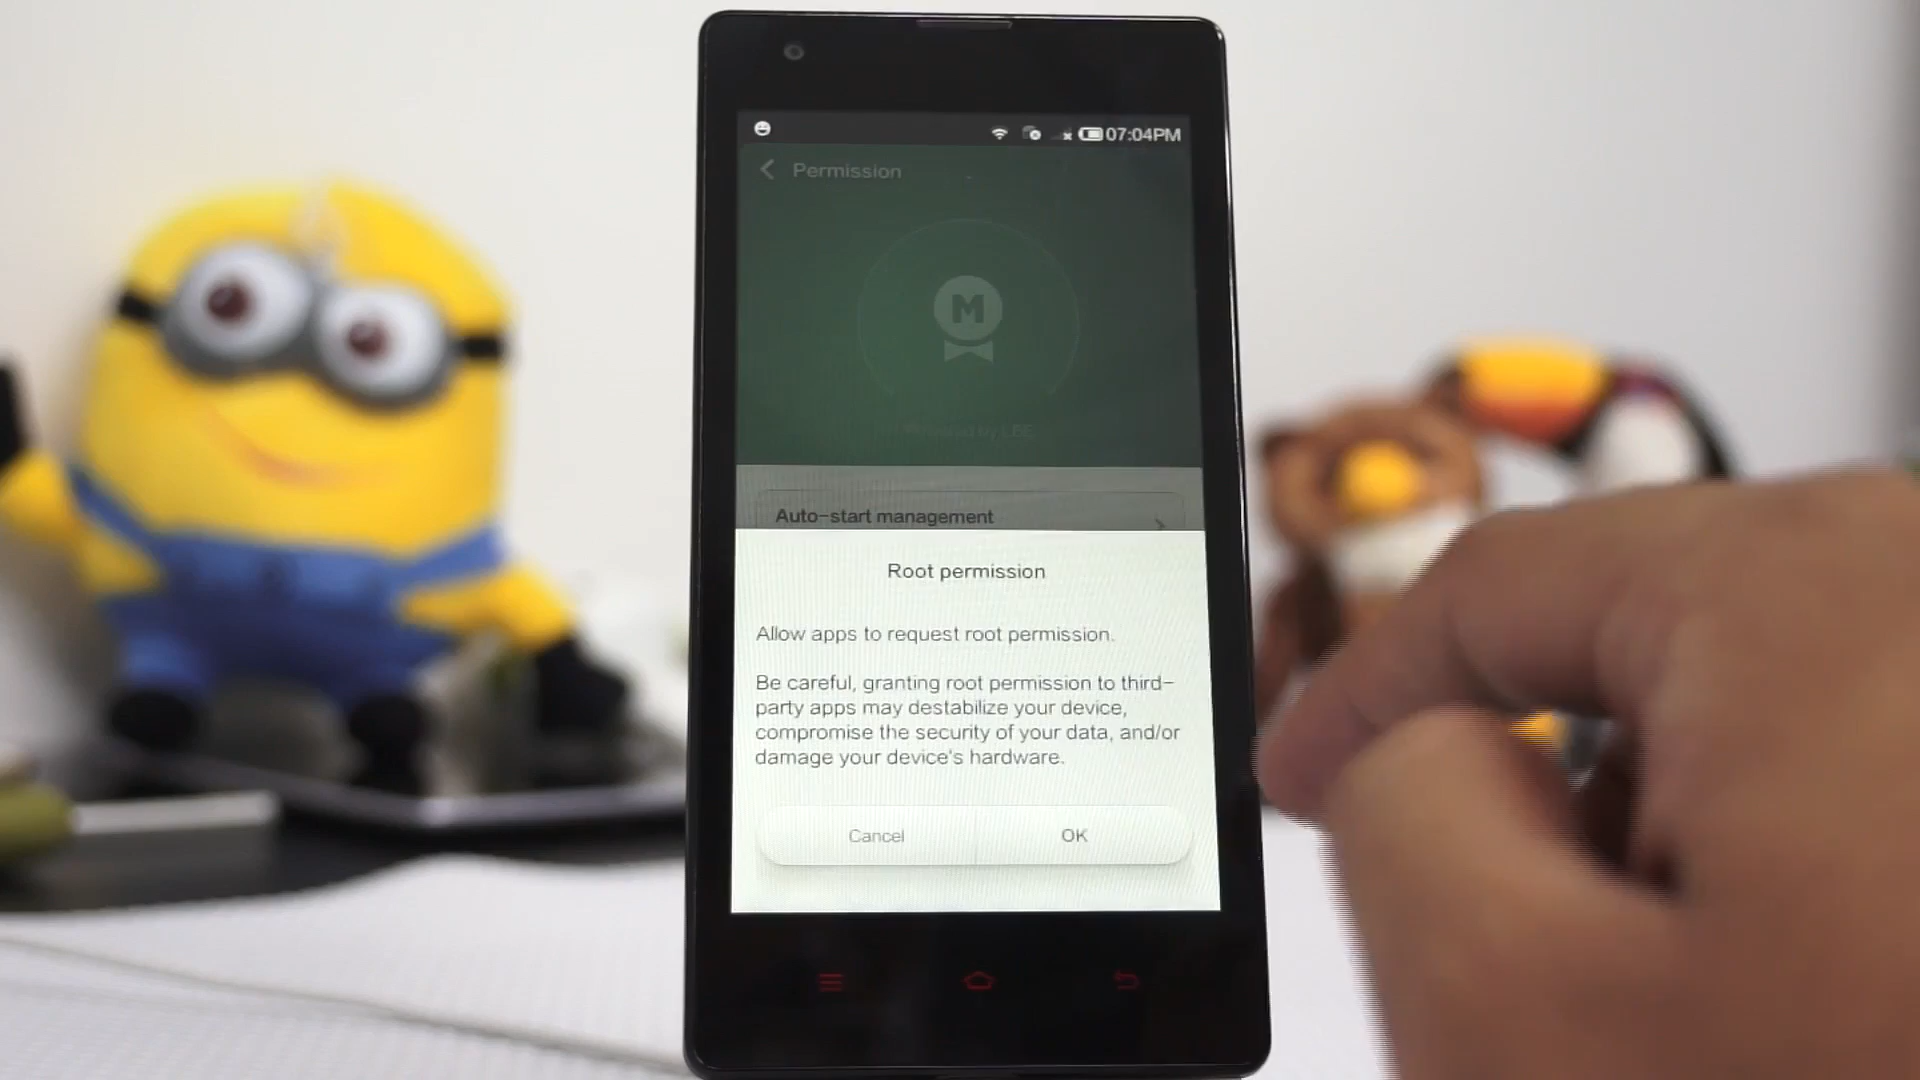 07:04PM
Permission
M
Auto-start management
Root permission
Allow apps to request root permission.
Be careful, granting root permission to third-
party apps may destabilize your device,
compromise the security of your data, and/or
damage your device's hardware.
Cancel
OK